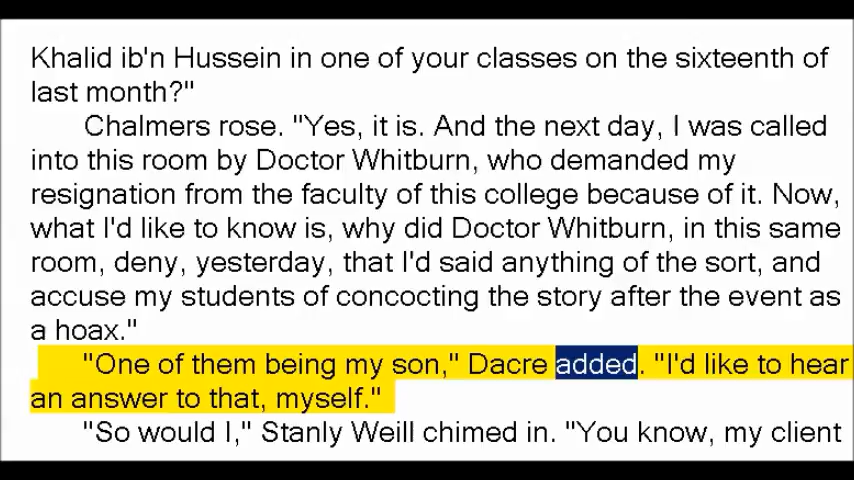 Khalid ib'n Hussein in one of your classes on the sixteenth of
last month?"
Chalmers rose. "Yes, it is. And the next day, I was called
into this room by Doctor Whitburn, who demanded my
resignation from the faculty of this college because of it. Now,
what I'd like to know is, why did Doctor Whitburn, in this same
room, deny, yesterday, that I'd said anything of the sort, and
accuse my students of concocting the story after the event as
a hoax."
"One of them being my son," Dacre added. "I'd like to hear
an answer to that, myself."
"So would I," Stanly Weill chimed in. "You know, my client